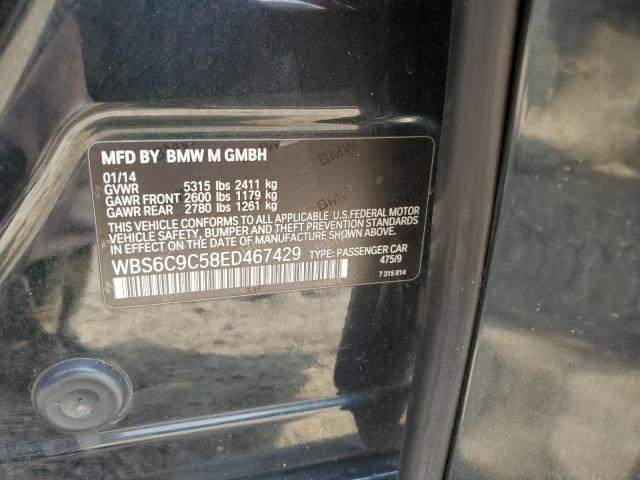 MFD BY BMW M GMBH
01/14
GVWR 5315 lbs 2411 kg
GAWR FRONT 2600 lbs 1179 kg
GAWR REAR 2780 lbs 1261 kg
THIS VEHICLE CONFORMS TO ALL APPLICABLE U.S.FEDERAL MOTOR
VEHICLE SAFETY, BUMPER AND THEFT PREVENTION STANDARDS
IN EFFECT ON THE DATE OF MANUFACTURE SHOWN ABOVE.
WBS6C9C58ED467429 TYPE: PASSENGER CAR
475/9
7 315 814
BMW
BMW